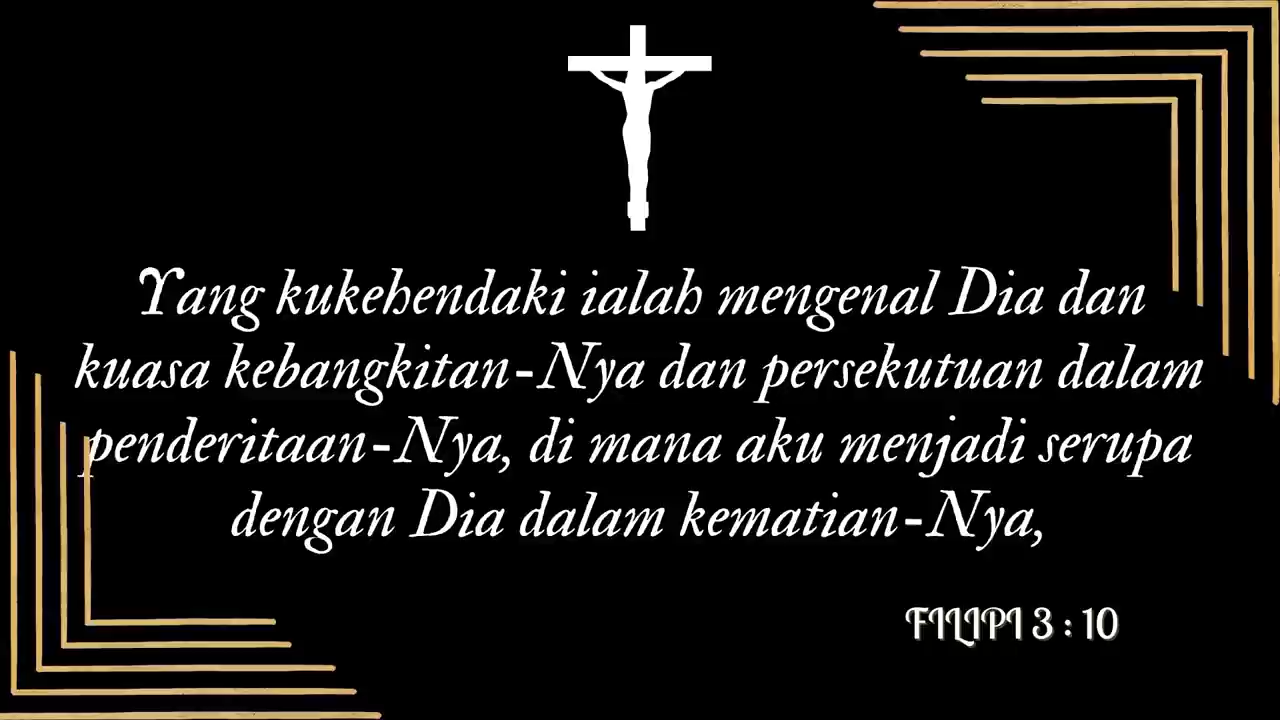 Yang kukehendaki ialah mengenal Dia dan
kuasa kebangkitan-Nya dan persekutuan dalam
penderitaan-Nya, di mana aku menjadi serupa
dengan Dia dalam kematian-Nya,
FILIPI 3 : 10